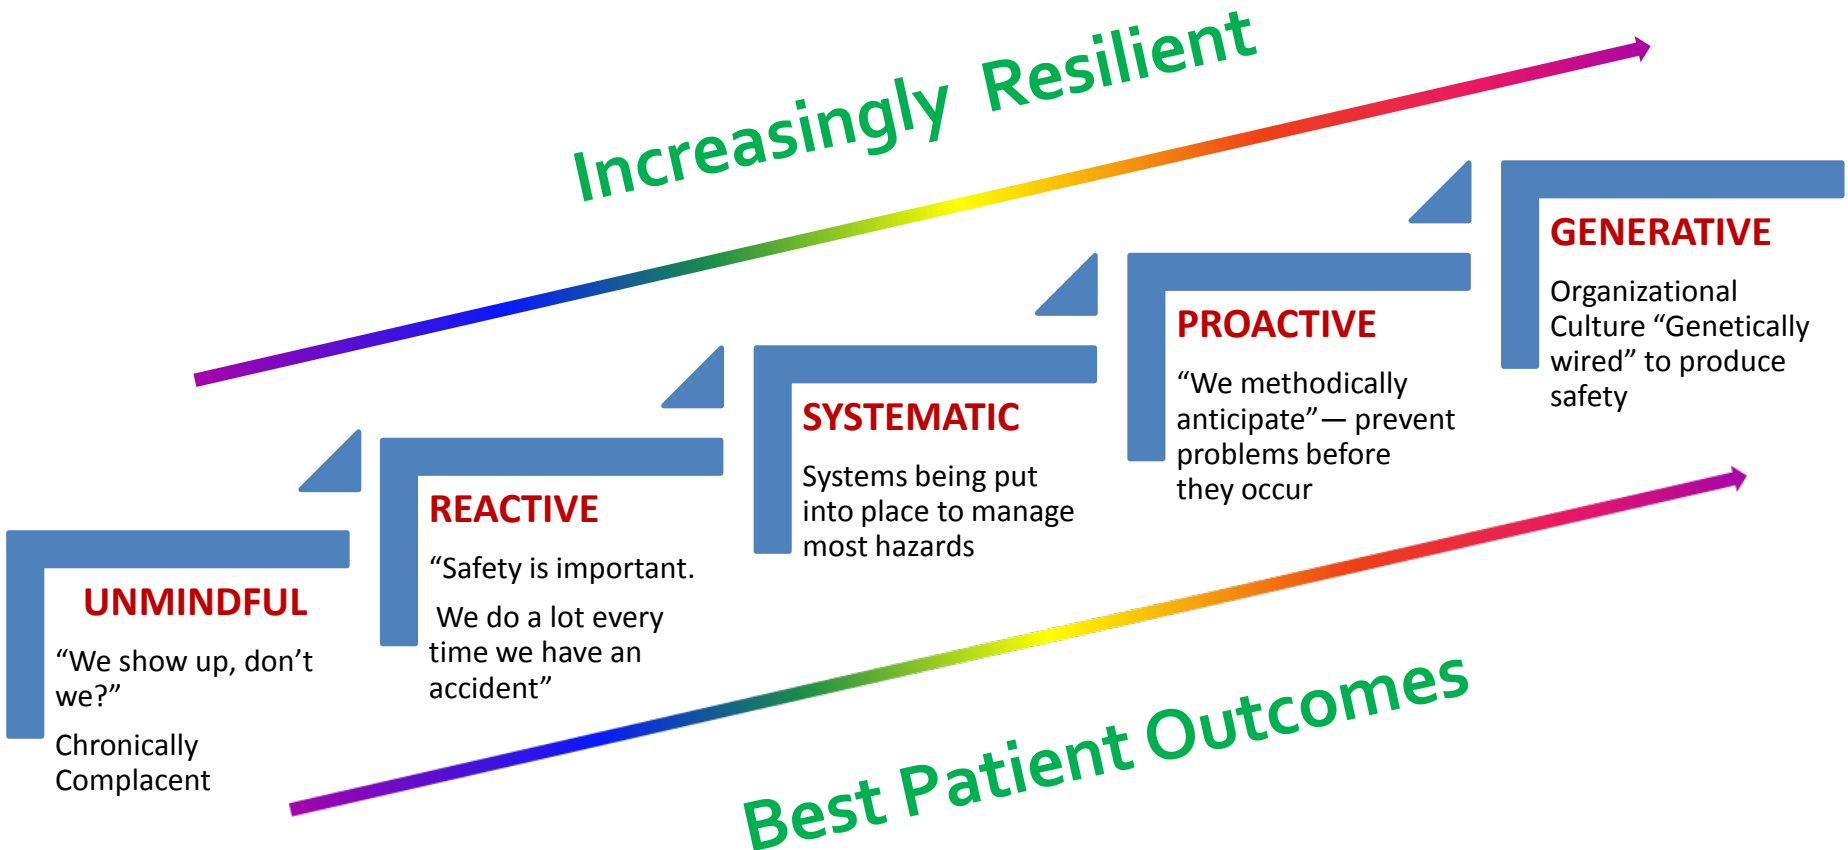 Increasingly Resilient
UNMINDFUL
“We show up, don’t
we?”
Chronically
Complacent
REACTIVE
“Safety is important.
We do a lot every
time we have an
accident”
SYSTEMATIC
Systems being put
into place to manage
most hazards
PROACTIVE
“We methodically
anticipate”— prevent
problems before
they occur
GENERATIVE
Organizational
Culture “Genetically
wired” to produce
safety
Best Patient Outcomes